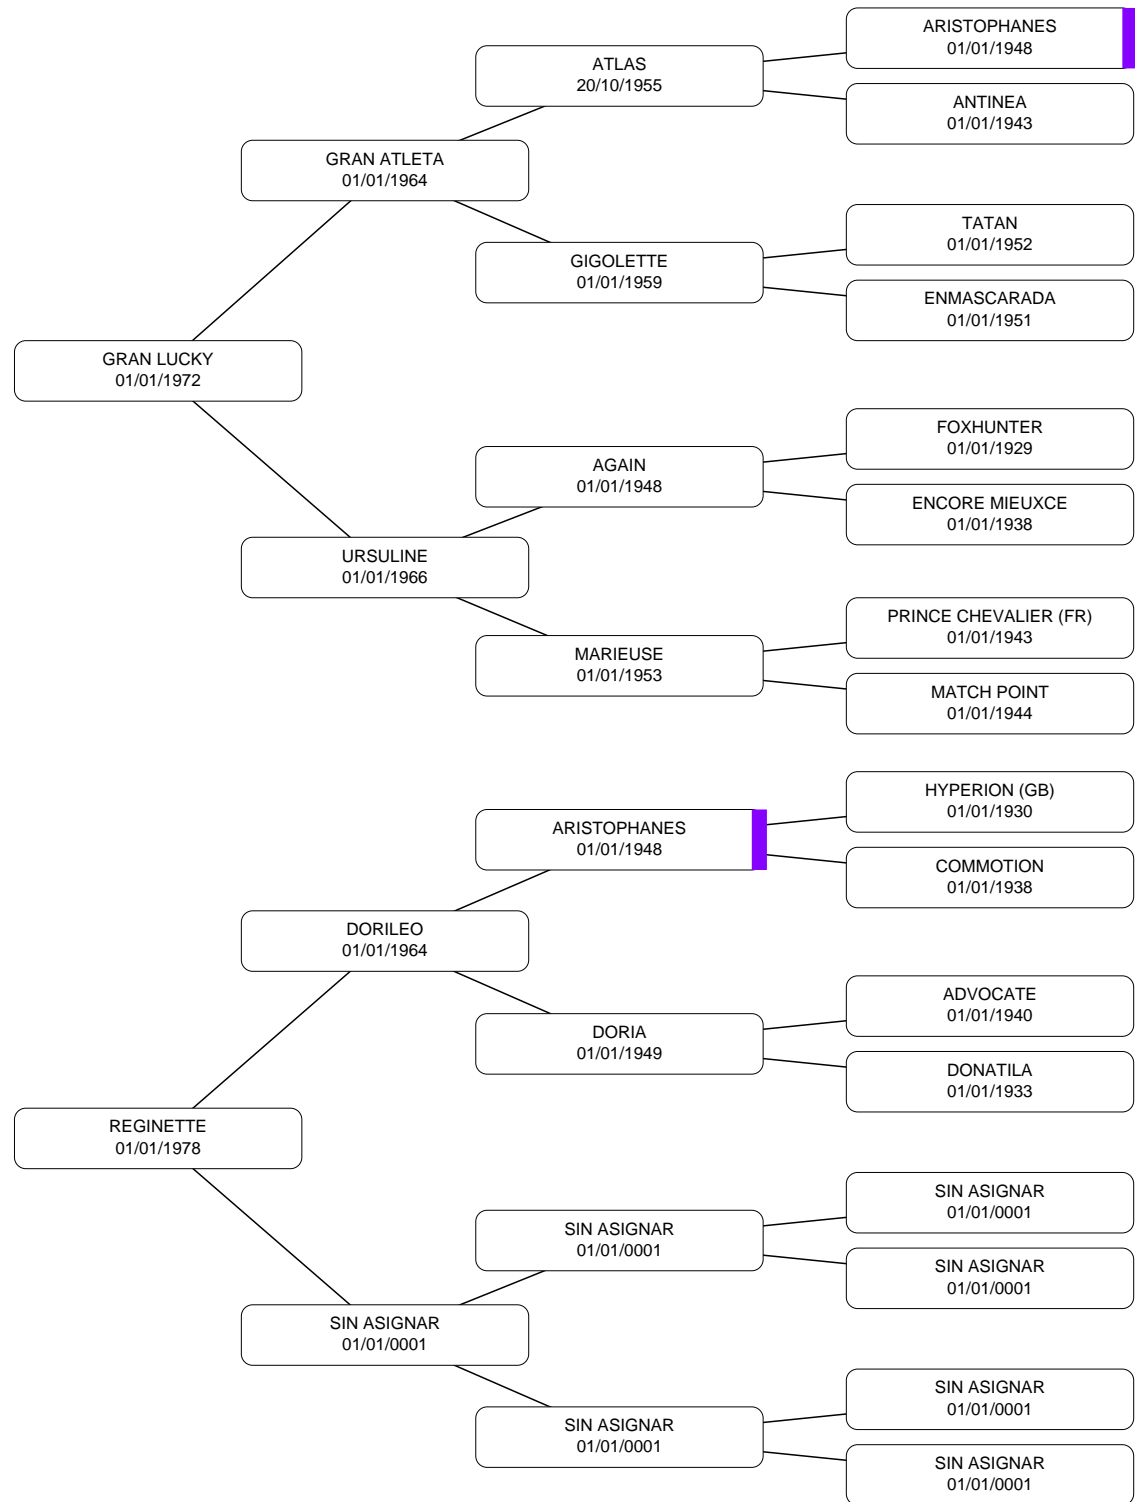 ARISTOPHANES
01/01/1948
ATLAS
20/10/1955
ANTINEA
01/01/1943
GRAN ATLETA
01/01/1964
TATAN
01/01/1952
GIGOLETTE
01/01/1959
ENMASCARADA
01/01/1951
GRAN LUCKY
01/01/1972
FOXHUNTER
01/01/1929
AGAIN
01/01/1948
ENCORE MIEUXCE
01/01/1938
URSULINE
01/01/1966
PRINCE CHEVALIER (FR)
01/01/1943
MARIEUSE
01/01/1953
MATCH POINT
01/01/1944
HYPERION (GB)
01/01/1930
ARISTOPHANES
01/01/1948
COMMOTION
01/01/1938
DORILEO
01/01/1964
ADVOCATE
01/01/1940
DORIA
01/01/1949
DONATILA
01/01/1933
REGINETTE
01/01/1978
SIN ASIGNAR
01/01/0001
SIN ASIGNAR
01/01/0001
SIN ASIGNAR
01/01/0001
SIN ASIGNAR
01/01/0001
SIN ASIGNAR
01/01/0001
SIN ASIGNAR
01/01/0001
SIN ASIGNAR
01/01/0001